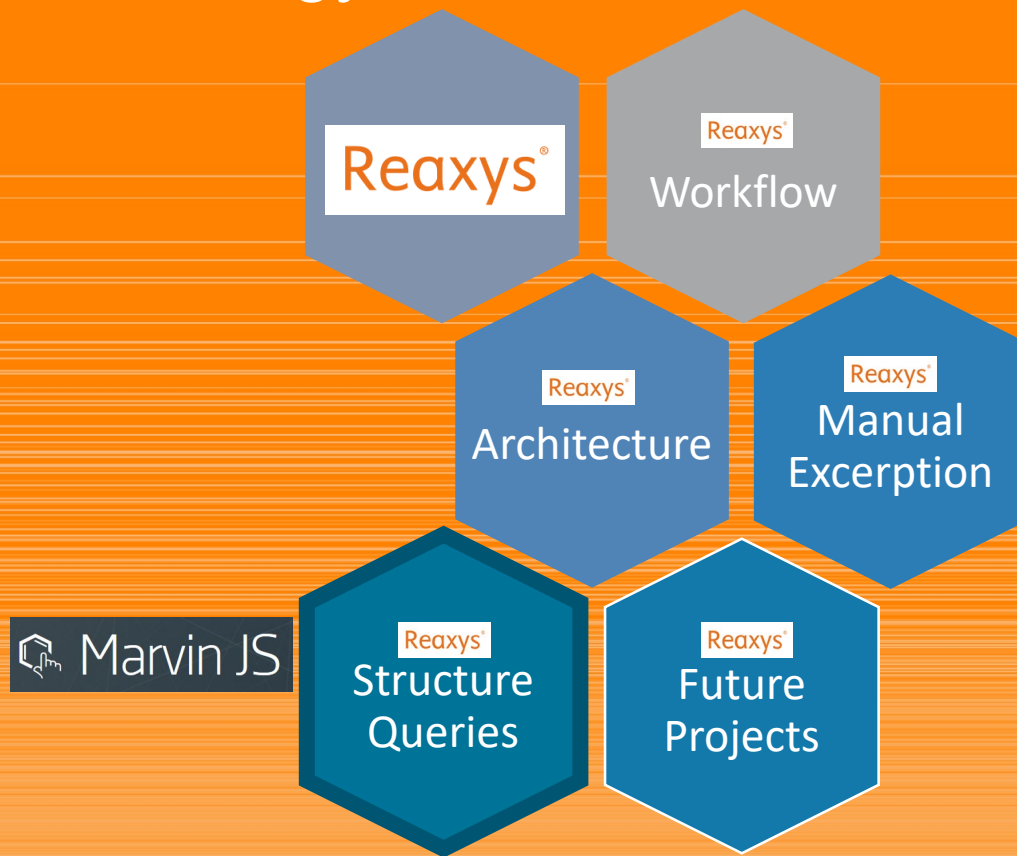 Reaxys®
Reaxys®
Workflow
Reaxys®
Architecture
Reaxys®
Manual
Excerption
Marvin JS
Reaxys®
Structure
Queries
Reaxys®
Future
Projects